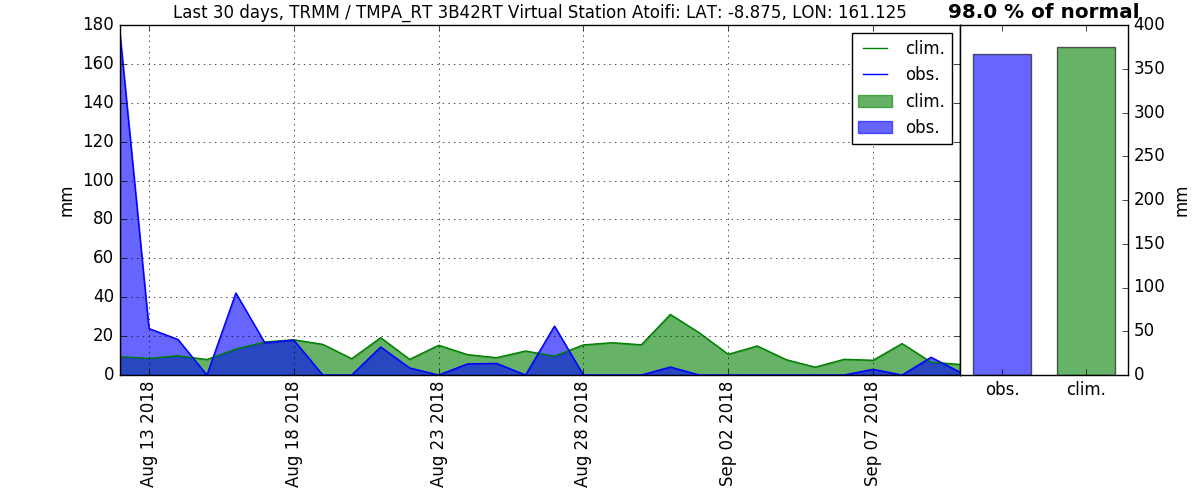 Last 30 days, TRMM / TMPA_RT 3B42RT Virtual Station Atoifi: LAT: -8.875, LON: 161.125
98.0 % of normal
180
160
140
120
100
80
60
40
20
0
mm
clim.
obs.
clim.
obs.
400
350
300
250
200
150
100
50
0
mm
Aug 13 2018
Aug 18 2018
Aug 23 2018
Aug 28 2018
Sep 02 2018
Sep 07 2018
obs.
clim.